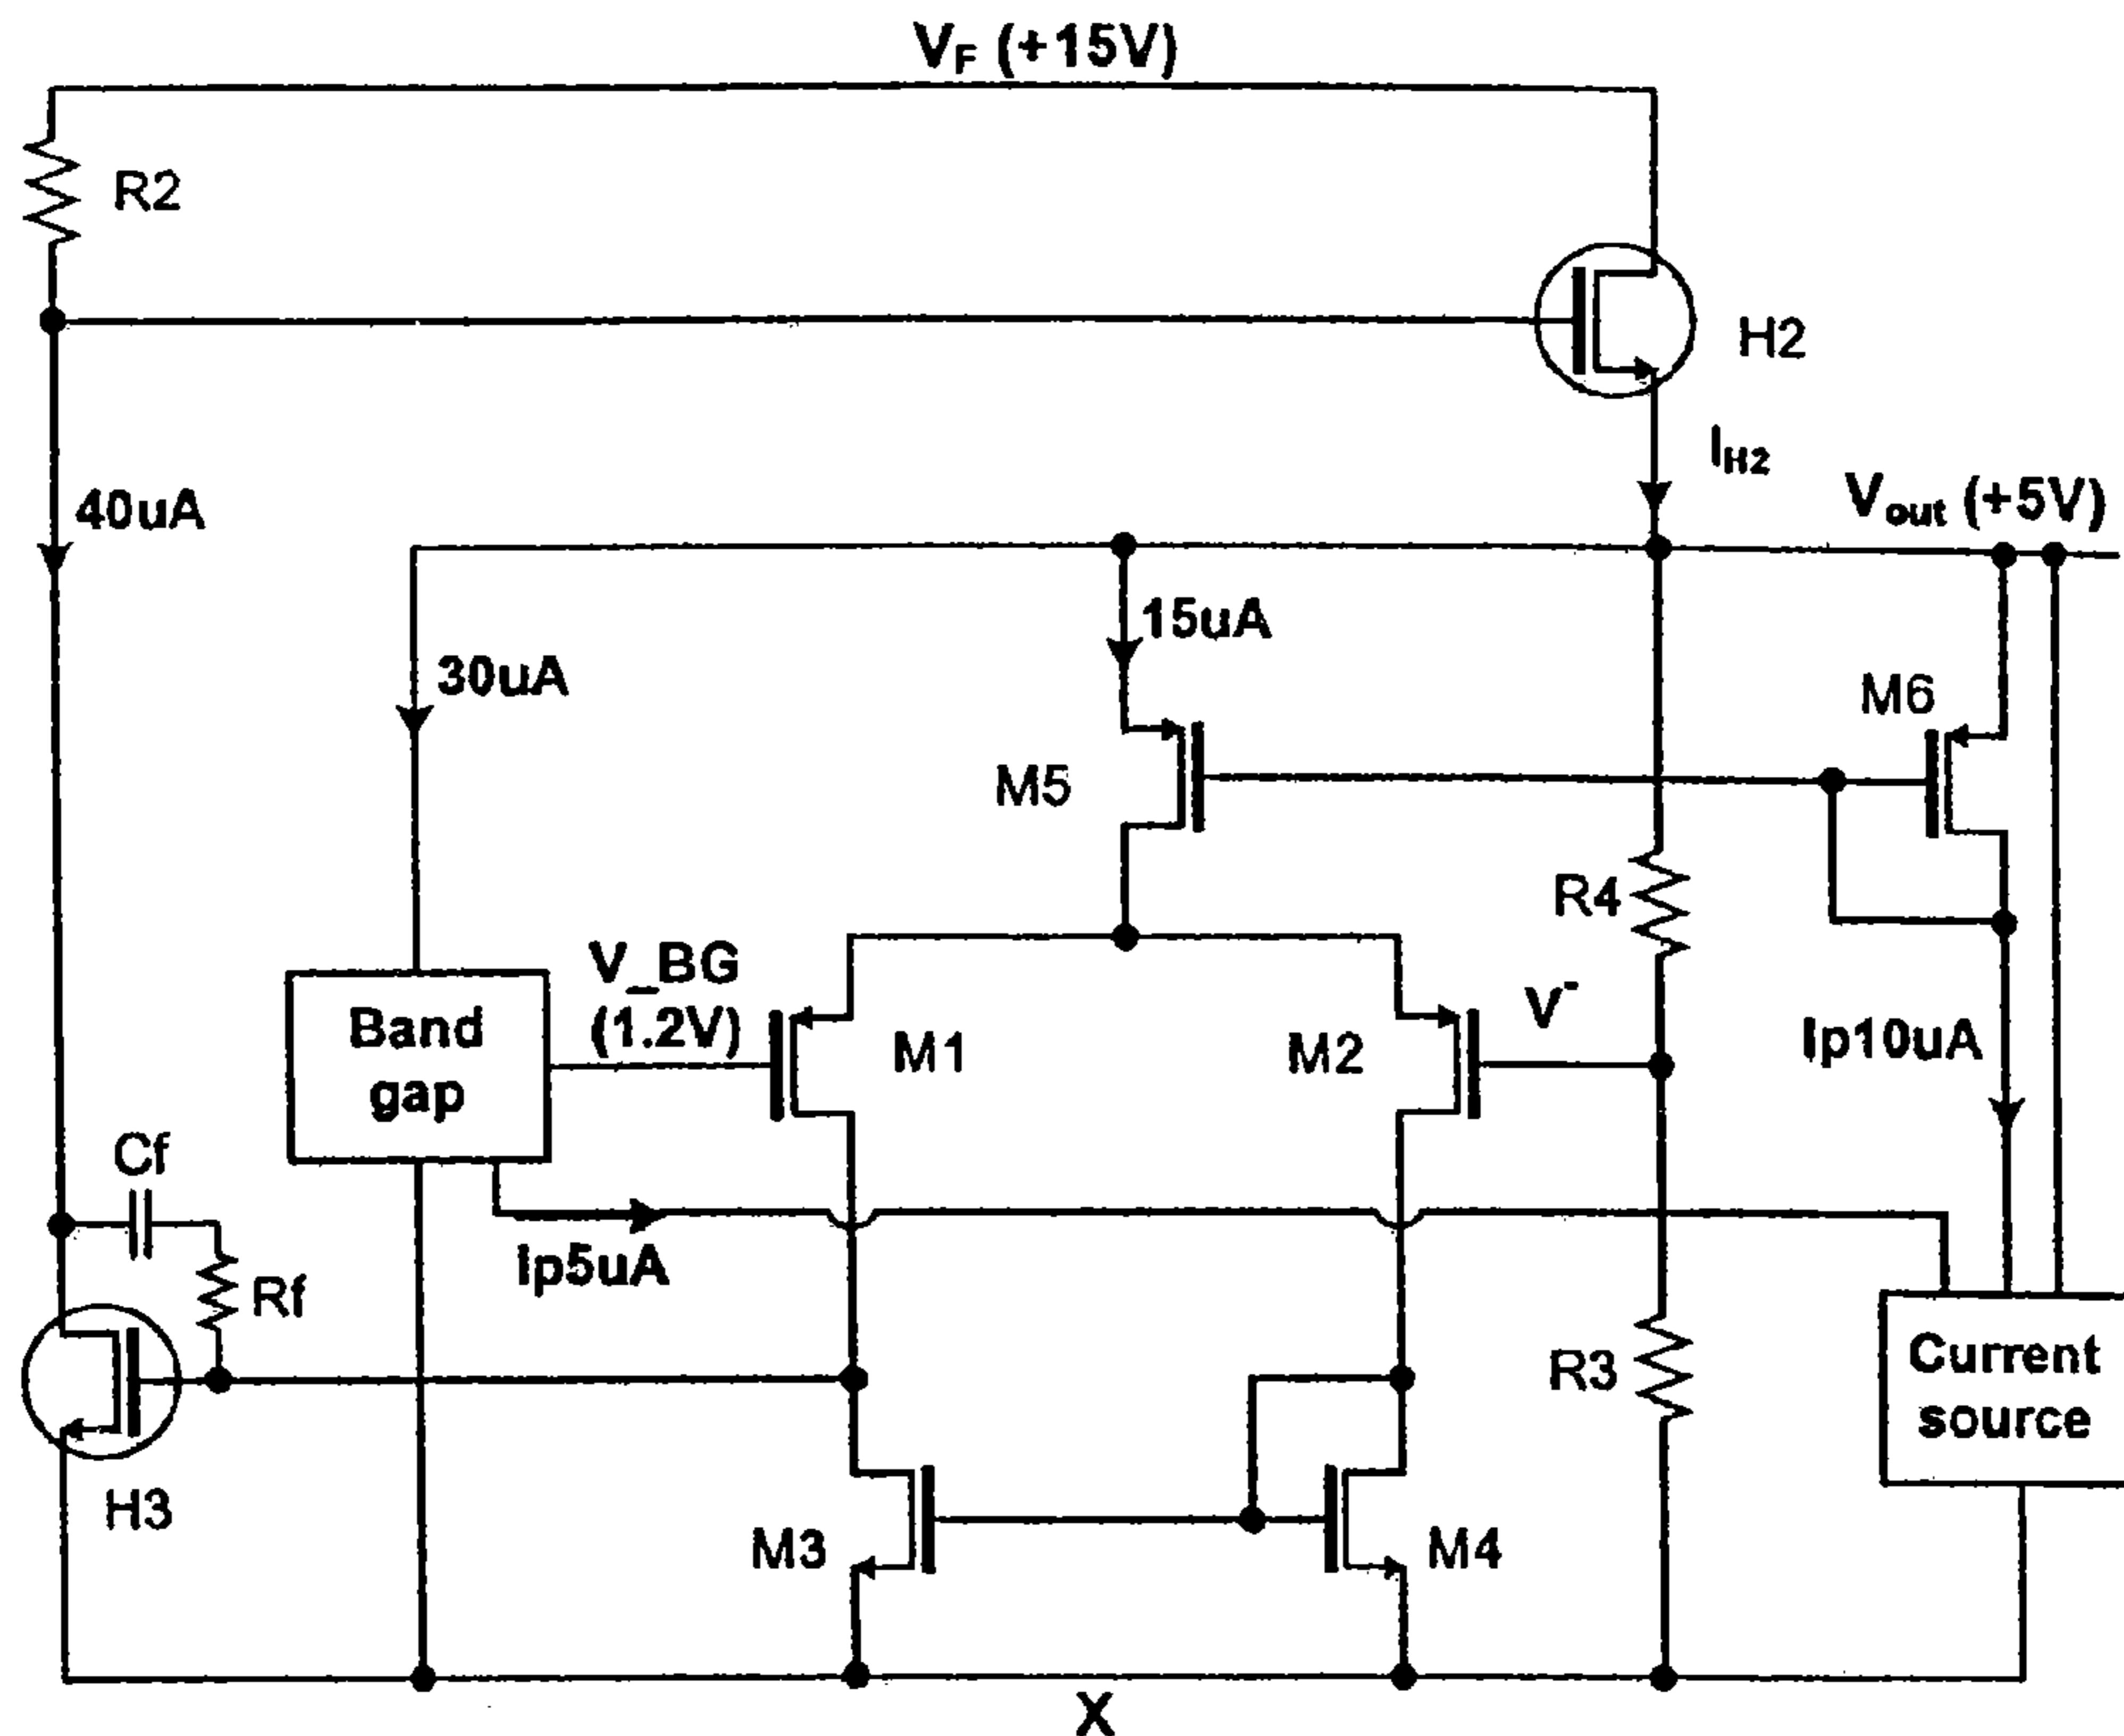 V_F (+15V)
R2
H2
I_H2
40uA
V_out (+5V)
15uA
30uA
M6
M5
R4
V_BG
(1.2V)
V^-
Band
gap
M1
M2
Ip10uA
Cf
Ip5uA
Rf
R3
Current
source
H3
M3
M4
X